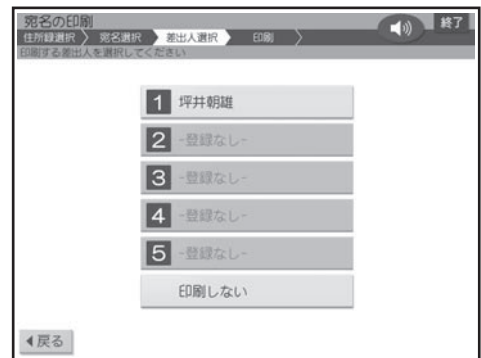 宛名の印刷
終了
住所録選択 〉 宛名選択 〉 差出人選択 〉 印刷 〉
印刷する差出人を選択してください
1 坪井朝雄
2 -登録なし-
3 -登録なし-
4 -登録なし-
5 -登録なし-
印刷しない
戻る